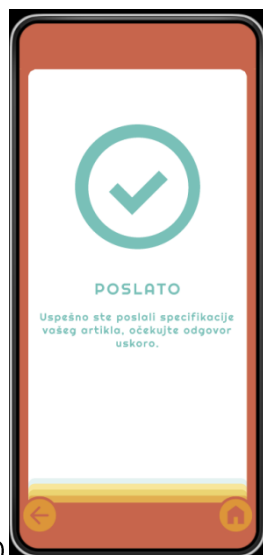 POSLATO
Uspešno ste poslali specifikacije
vašeg artikla, očekujte odgovor
uskoro.
)